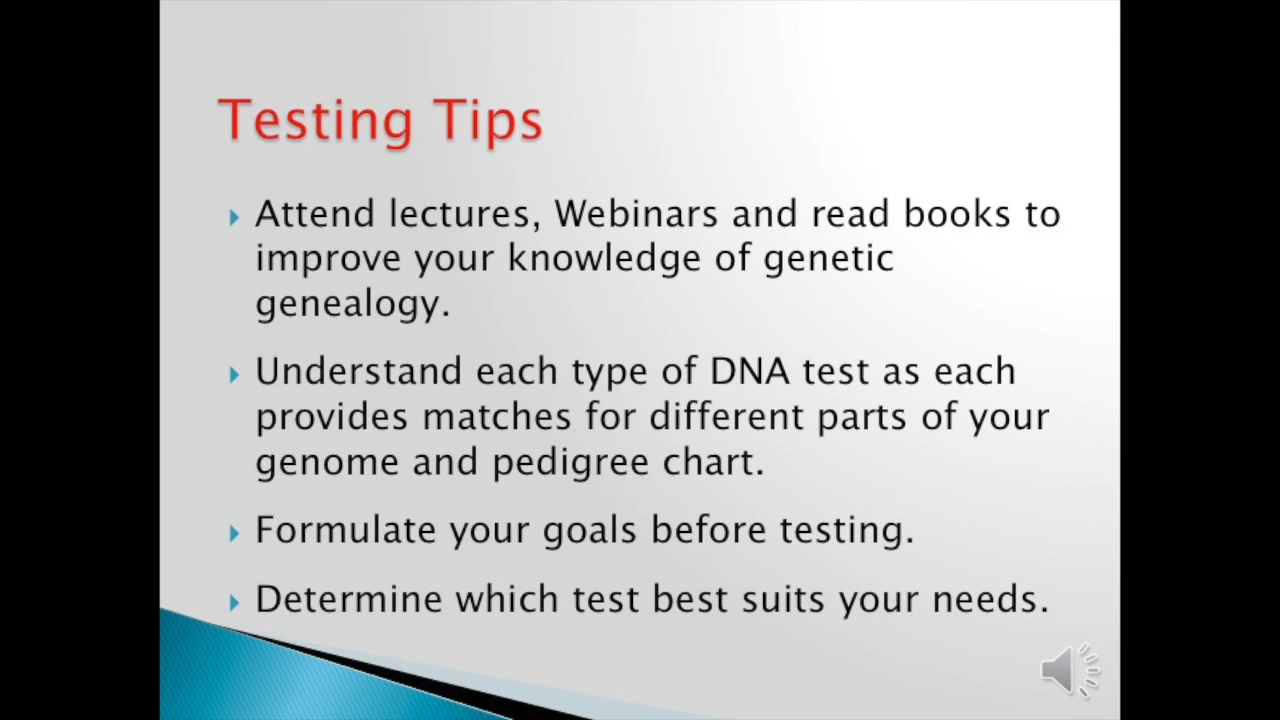 Testing Tips
Attend lectures, Webinars and read books to
improve your knowledge of genetic
genealogy.
Understand each type of DNA test as each
provides matches for different parts of your
genome and pedigree chart.
Formulate your goals before testing.
Determine which test best suits your needs.